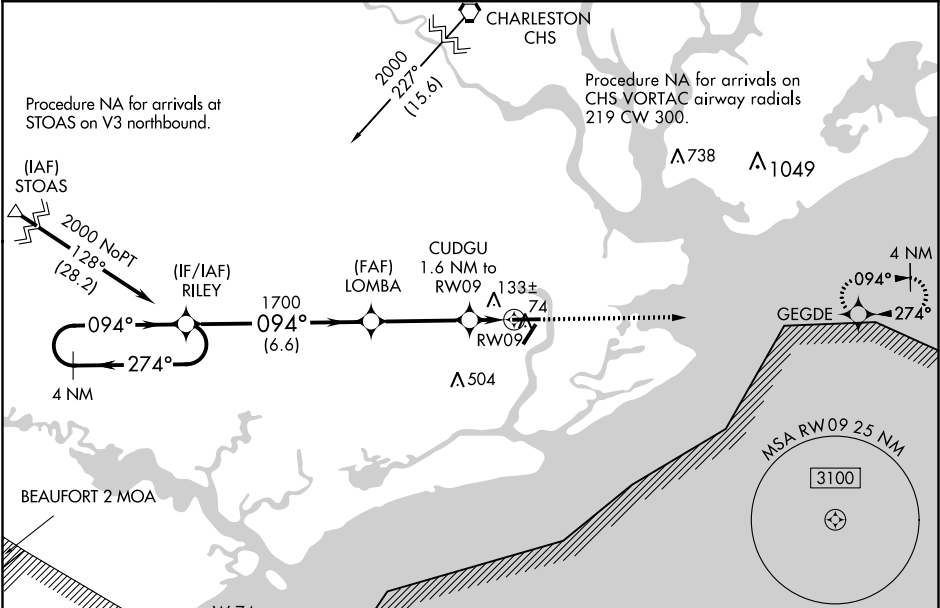 CHARLESTON
CHS
2000
227°
(15.6)
Procedure NA for arrivals at
STOAS on V3 northbound.
Procedure NA for arrivals on
CHS VORTAC airway radials
219 CW 300.
738
1049
(IAF)
STOAS
2000 NoPT
128°
(28.2)
(IF/IAF)
RILEY
1700
094°
(6.6)
(FAF)
LOMBA
CUDGU
1.6 NM to
RW09
133±
74
RW09
094°
274°
4 NM
504
4 NM
094°
274°
GEGDE
MSA RW09 25 NM
3100
BEAUFORT 2 MOA